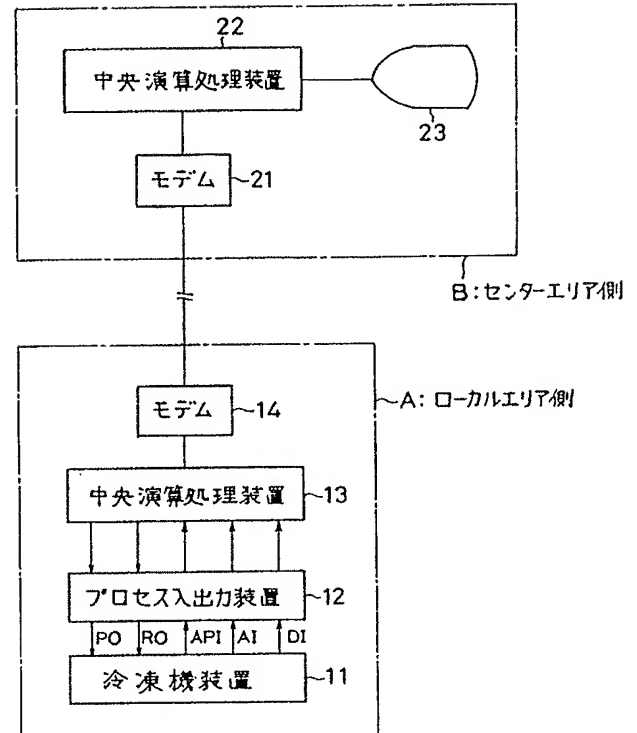 22
中央演算処理装置
23
モデム
21
B:センターエリア側
モデム
14
A:ローカルエリア側
中央演算処理装置
13
プロセス入出力装置
12
PO RO API AI DI
冷凍機装置
11